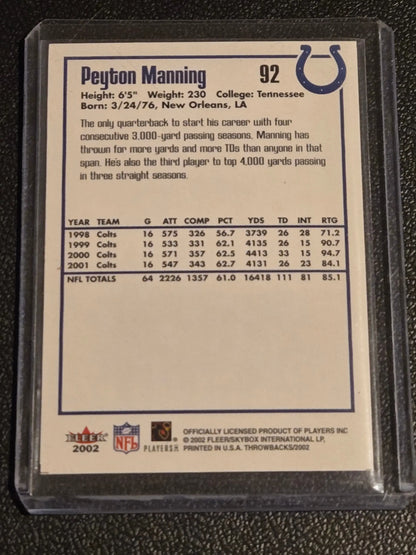 Peyton Manning 92
Height: 6'5" Weight: 230 College: Tennessee
Born: 3/24/76, New Orleans, LA
The only quarterback to start his career with four
consecutive 3,000-yard passing seasons. Manning has
thrown for more yards and more TDs than anyone in that
span. He's also the third player to top 4,000 yards passing
in three straight seasons.
YEAR TEAM G ATT COMP PCT YDS TD INT RTG
1998 Colts 16 575 326 56.7 3739 26 28 71.2
1999 Colts 16 533 331 62.1 4135 26 15 90.7
2000 Colts 16 571 357 62.5 4413 33 15 94.7
2001 Colts 16 547 343 62.7 4131 26 23 84.1
NFL TOTALS 64 2226 1357 61.0 16418 111 81 85.1
FLEER
2002
NFL
PLAYERS
OFFICIALLY LICENSED PRODUCT OF PLAYERS INC
© 2002 FLEER/SKYBOX INTERNATIONAL LP,
PRINTED IN U.S.A. THROWBACKS/2002